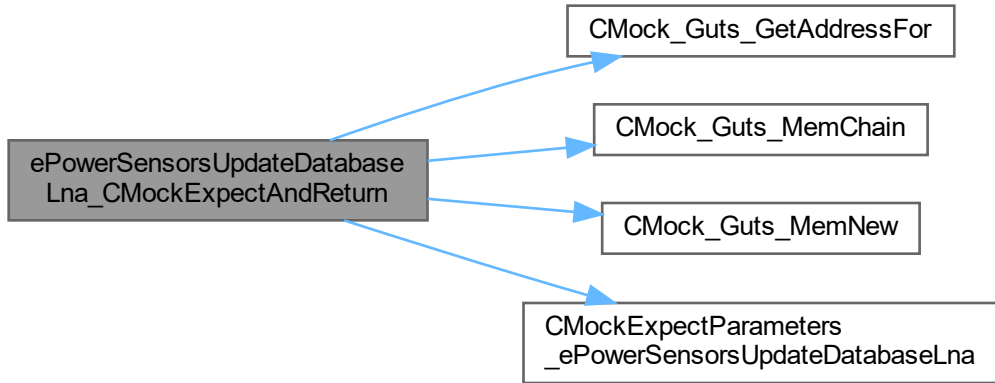 ePowerSensorsUpdateDatabase
Lna_CMockExpectAndReturn
CMock_Guts_GetAddressFor
CMock_Guts_MemChain
CMock_Guts_MemNew
CMockExpectParameters
_ePowerSensorsUpdateDatabaseLna